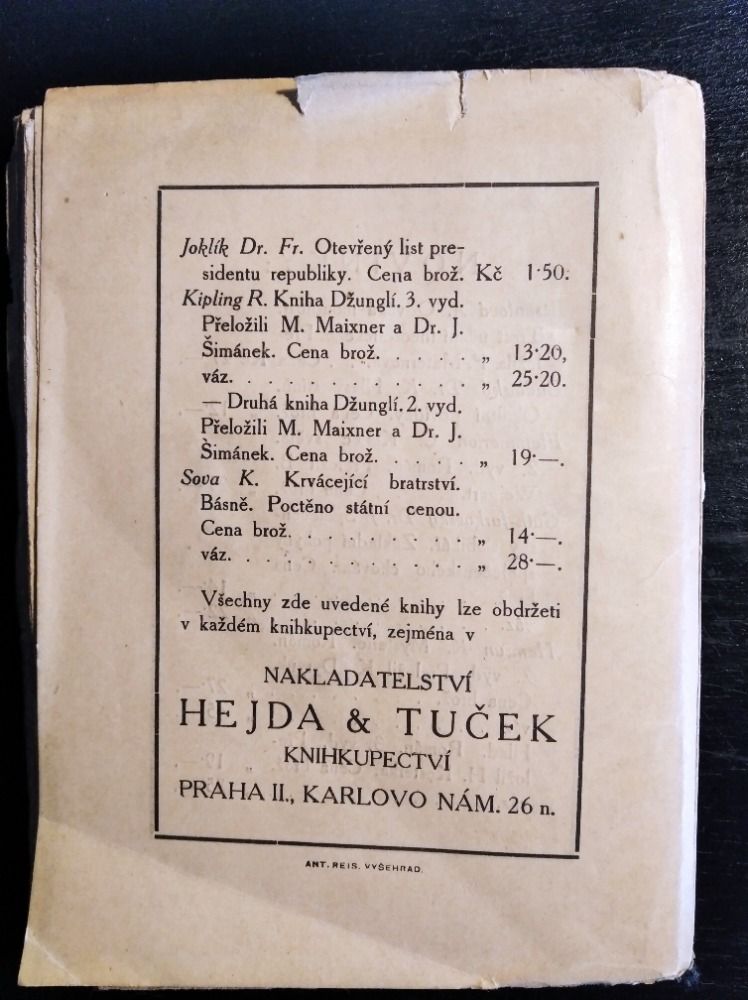 Joklík Dr. Fr. Otevřený list pre-
sidentu republiky. Cena brož. Kč 1·50.
Kipling R. Kniha Džunglí. 3. vyd.
Přeložili M. Maixner a Dr. J.
Šimánek. Cena brož. . . . . „ 13·20,
váz. . . . . . . . . . . „ 25·20.
— Druhá kniha Džunglí. 2. vyd.
Přeložili M. Maixner a Dr. J.
Šimánek. Cena brož. . . . . „ 19·—.
Sova K. Krvácející bratrství.
Básně. Poctěno státní cenou.
Cena brož. . . . . . . . „ 14·—.
váz. . . . . . . . . . . „ 28·—.
Všechny zde uvedené knihy lze obdržeti
v každém knihkupectví, zejména v
NAKLADATELSTVÍ
HEJDA & TUČEK
KNIHKUPECTVÍ
PRAHA II., KARLOVO NÁM. 26 n.
ANT. REIS. VYŠEHRAD.